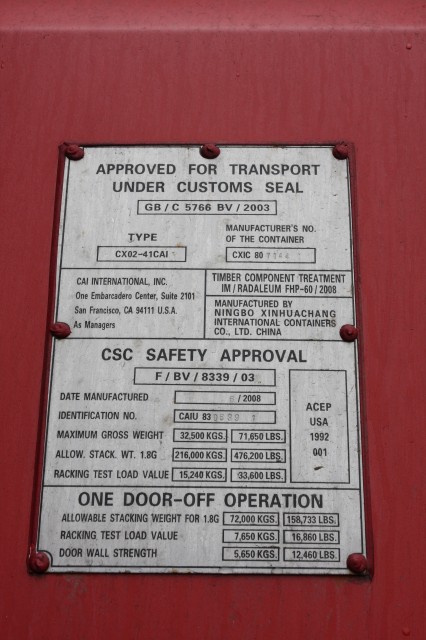 APPROVED FOR TRANSPORT
UNDER CUSTOMS SEAL
GB / C 5766 BV / 2003
TYPE
MANUFACTURER'S NO.
OF THE CONTAINER
CX02-41CAI
CXIC 80
CAI INTERNATIONAL, INC.
One Embarcadero Center, Suite 2101
San Francisco, CA 94111 U.S.A.
As Managers
TIMBER COMPONENT TREATMENT
IM / RADALEUM FHP-60 / 2008
MANUFACTURED BY
NINGBO XINHUACHANG
INTERNATIONAL CONTAINERS
CO., LTD. CHINA
CSC SAFETY APPROVAL
F / BV / 8339 / 03
DATE MANUFACTURED / 2008
IDENTIFICATION NO. CAIU 83
MAXIMUM GROSS WEIGHT 32,500 KGS. 71,650 LBS.
ALLOW. STACK. WT. 1.8G 216,000 KGS. 476,200 LBS.
RACKING TEST LOAD VALUE 15,240 KGS. 33,600 LBS.
ACEP
USA
1992
001
ONE DOOR-OFF OPERATION
ALLOWABLE STACKING WEIGHT FOR 1.8G 72,000 KGS. 158,733 LBS.
RACKING TEST LOAD VALUE 7,650 KGS. 16,860 LBS.
DOOR WALL STRENGTH 5,650 KGS. 12,460 LBS.